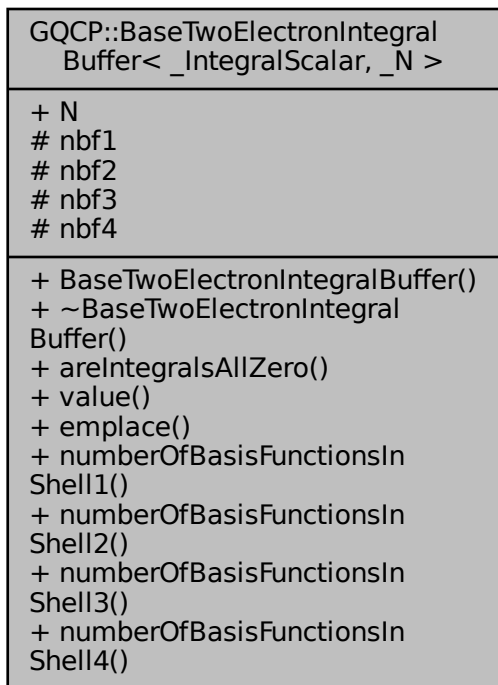 GQCP::BaseTwoElectronIntegral
Buffer< _IntegralScalar, _N >
+ N
# nbf1
# nbf2
# nbf3
# nbf4
+ BaseTwoElectronIntegralBuffer()
+ ~BaseTwoElectronIntegral
Buffer()
+ areIntegralsAllZero()
+ value()
+ emplace()
+ numberOfBasisFunctionsIn
Shell1()
+ numberOfBasisFunctionsIn
Shell2()
+ numberOfBasisFunctionsIn
Shell3()
+ numberOfBasisFunctionsIn
Shell4()